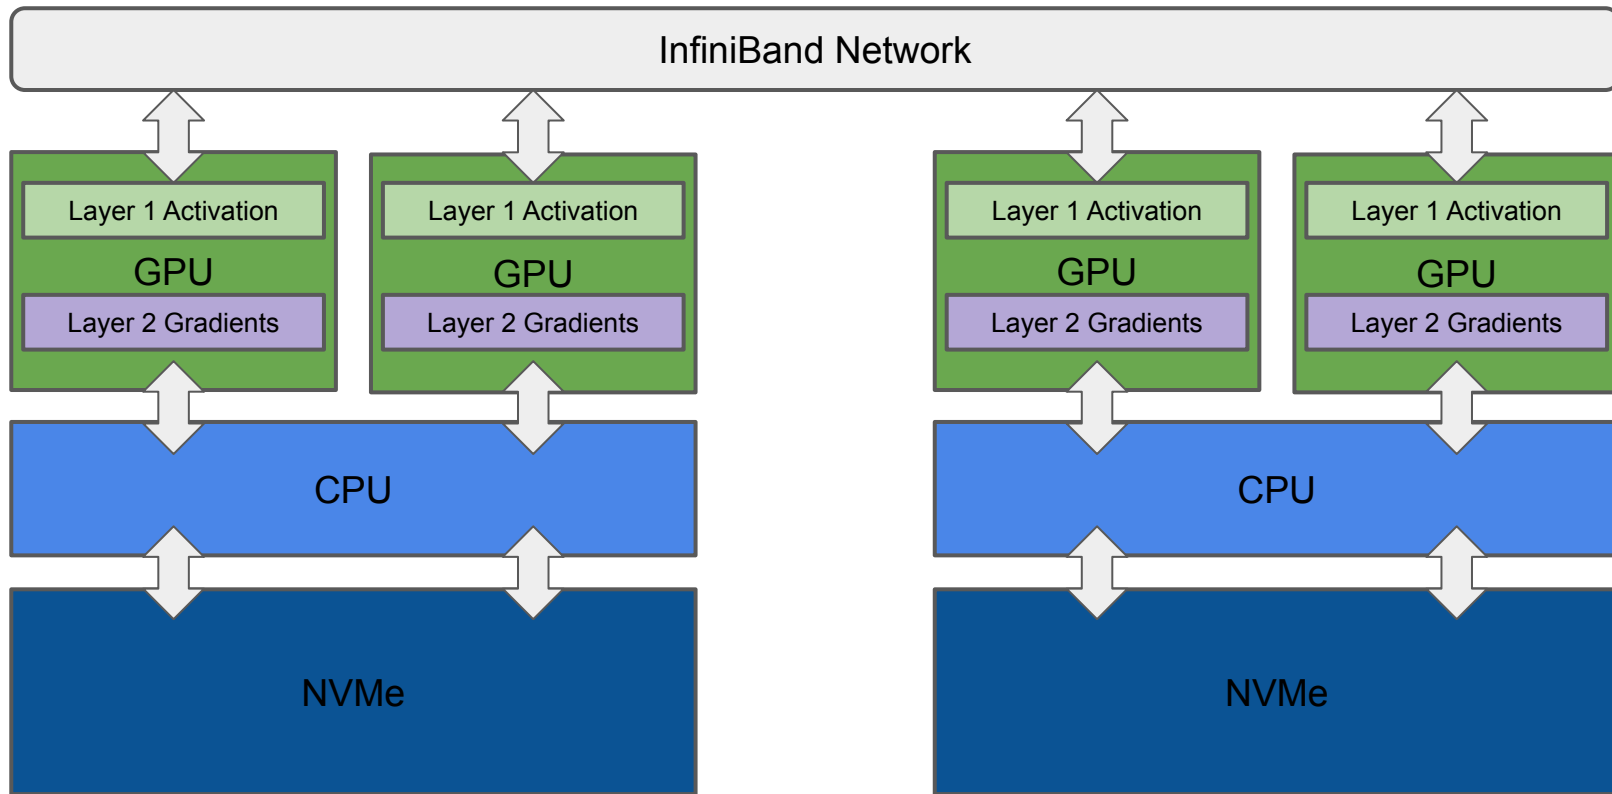 InfiniBand Network
Layer 1 Activation
GPU
Layer 2 Gradients
Layer 1 Activation
GPU
Layer 2 Gradients
CPU
NVMe
Layer 1 Activation
GPU
Layer 2 Gradients
Layer 1 Activation
GPU
Layer 2 Gradients
CPU
NVMe